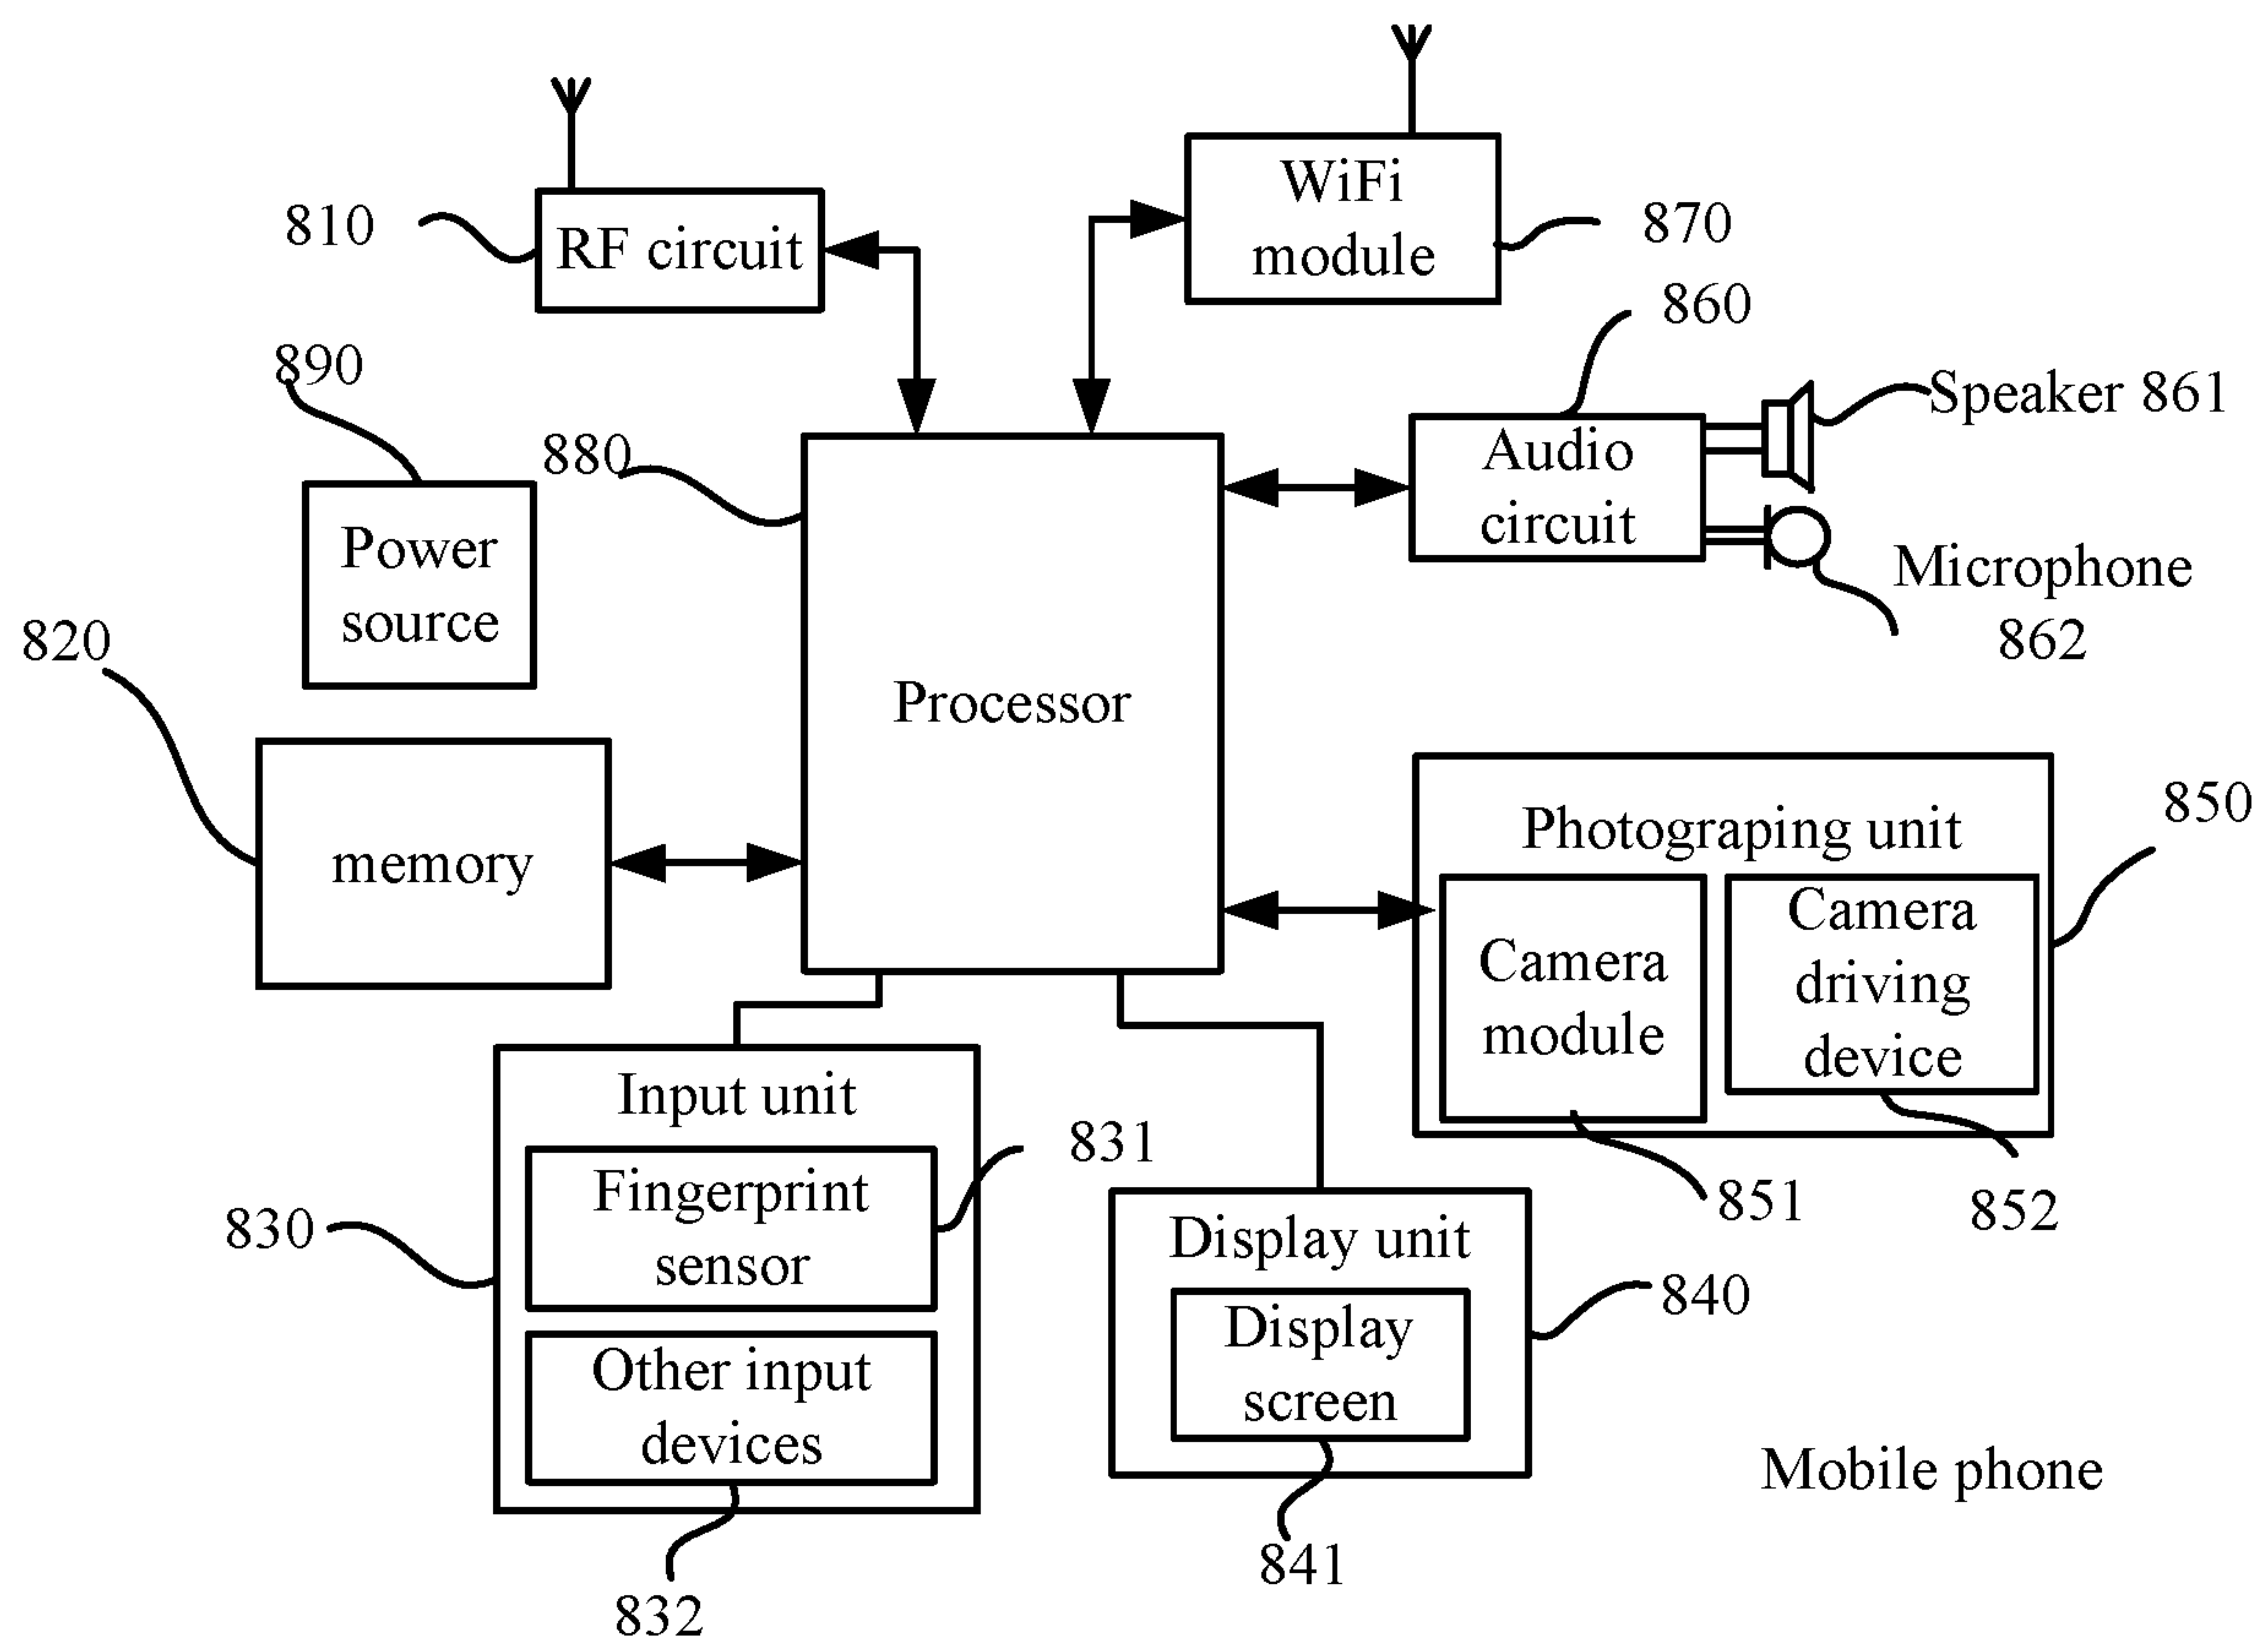 810
RF circuit
WiFi
module
870
860
890
880
Speaker 861
Audio
circuit
Power
source
Microphone
862
820
Processor
memory
Photograping unit
850
Camera
module
Camera
driving
device
851
852
Input unit
Fingerprint
sensor
831
830
Other input
devices
832
Display unit
Display
screen
840
841
Mobile phone